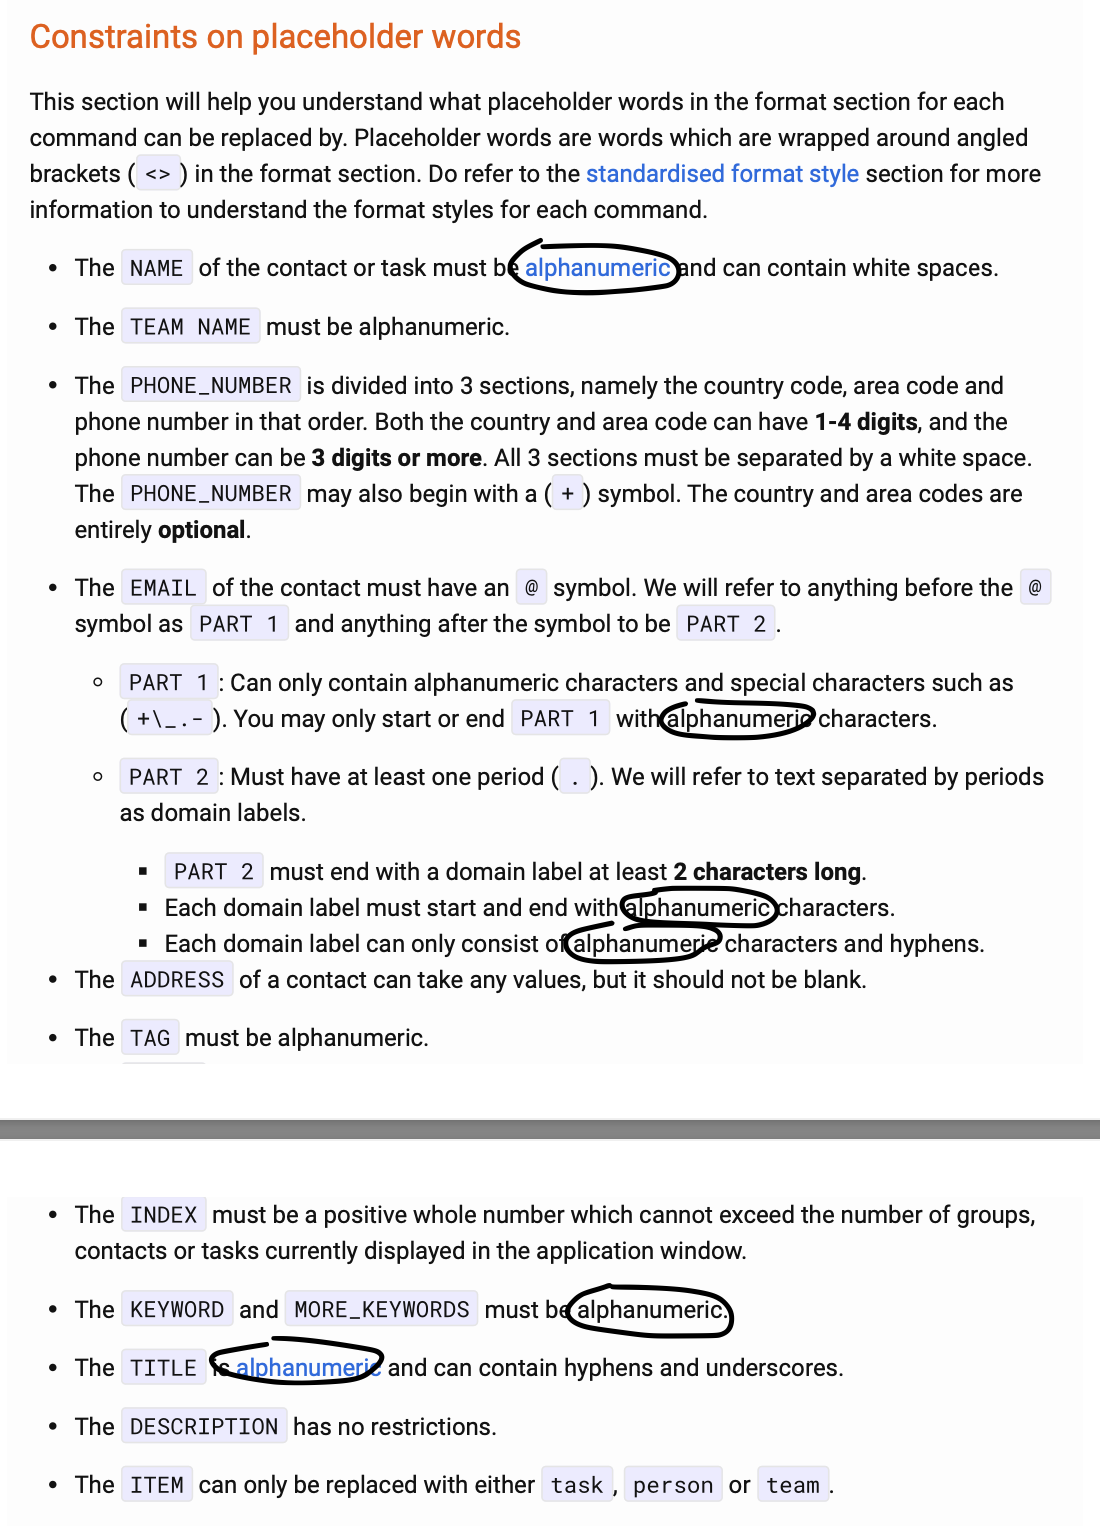 Constraints on placeholder words
This section will help you understand what placeholder words in the format section for each
command can be replaced by. Placeholder words are words which are wrapped around angled
brackets ( <> ) in the format section. Do refer to the standardised format style section for more
information to understand the format styles for each command.
• The NAME of the contact or task must be alphanumeric and can contain white spaces.
• The TEAM NAME must be alphanumeric.
• The PHONE_NUMBER is divided into 3 sections, namely the country code, area code and
phone number in that order. Both the country and area code can have 1-4 digits, and the
phone number can be 3 digits or more. All 3 sections must be separated by a white space.
The PHONE_NUMBER may also begin with a ( + ) symbol. The country and area codes are
entirely optional.
• The EMAIL of the contact must have an @ symbol. We will refer to anything before the @
symbol as PART 1 and anything after the symbol to be PART 2 .
◦ PART 1 : Can only contain alphanumeric characters and special characters such as
( +\_.- ). You may only start or end PART 1 with alphanumeric characters.
◦ PART 2 : Must have at least one period ( . ). We will refer to text separated by periods
as domain labels.
▪ PART 2 must end with a domain label at least 2 characters long.
▪ Each domain label must start and end with alphanumeric characters.
▪ Each domain label can only consist of alphanumeric characters and hyphens.
• The ADDRESS of a contact can take any values, but it should not be blank.
• The TAG must be alphanumeric.
• The INDEX must be a positive whole number which cannot exceed the number of groups,
contacts or tasks currently displayed in the application window.
• The KEYWORD and MORE_KEYWORDS must be alphanumeric.
• The TITLE is alphanumeric and can contain hyphens and underscores.
• The DESCRIPTION has no restrictions.
• The ITEM can only be replaced with either task , person or team .